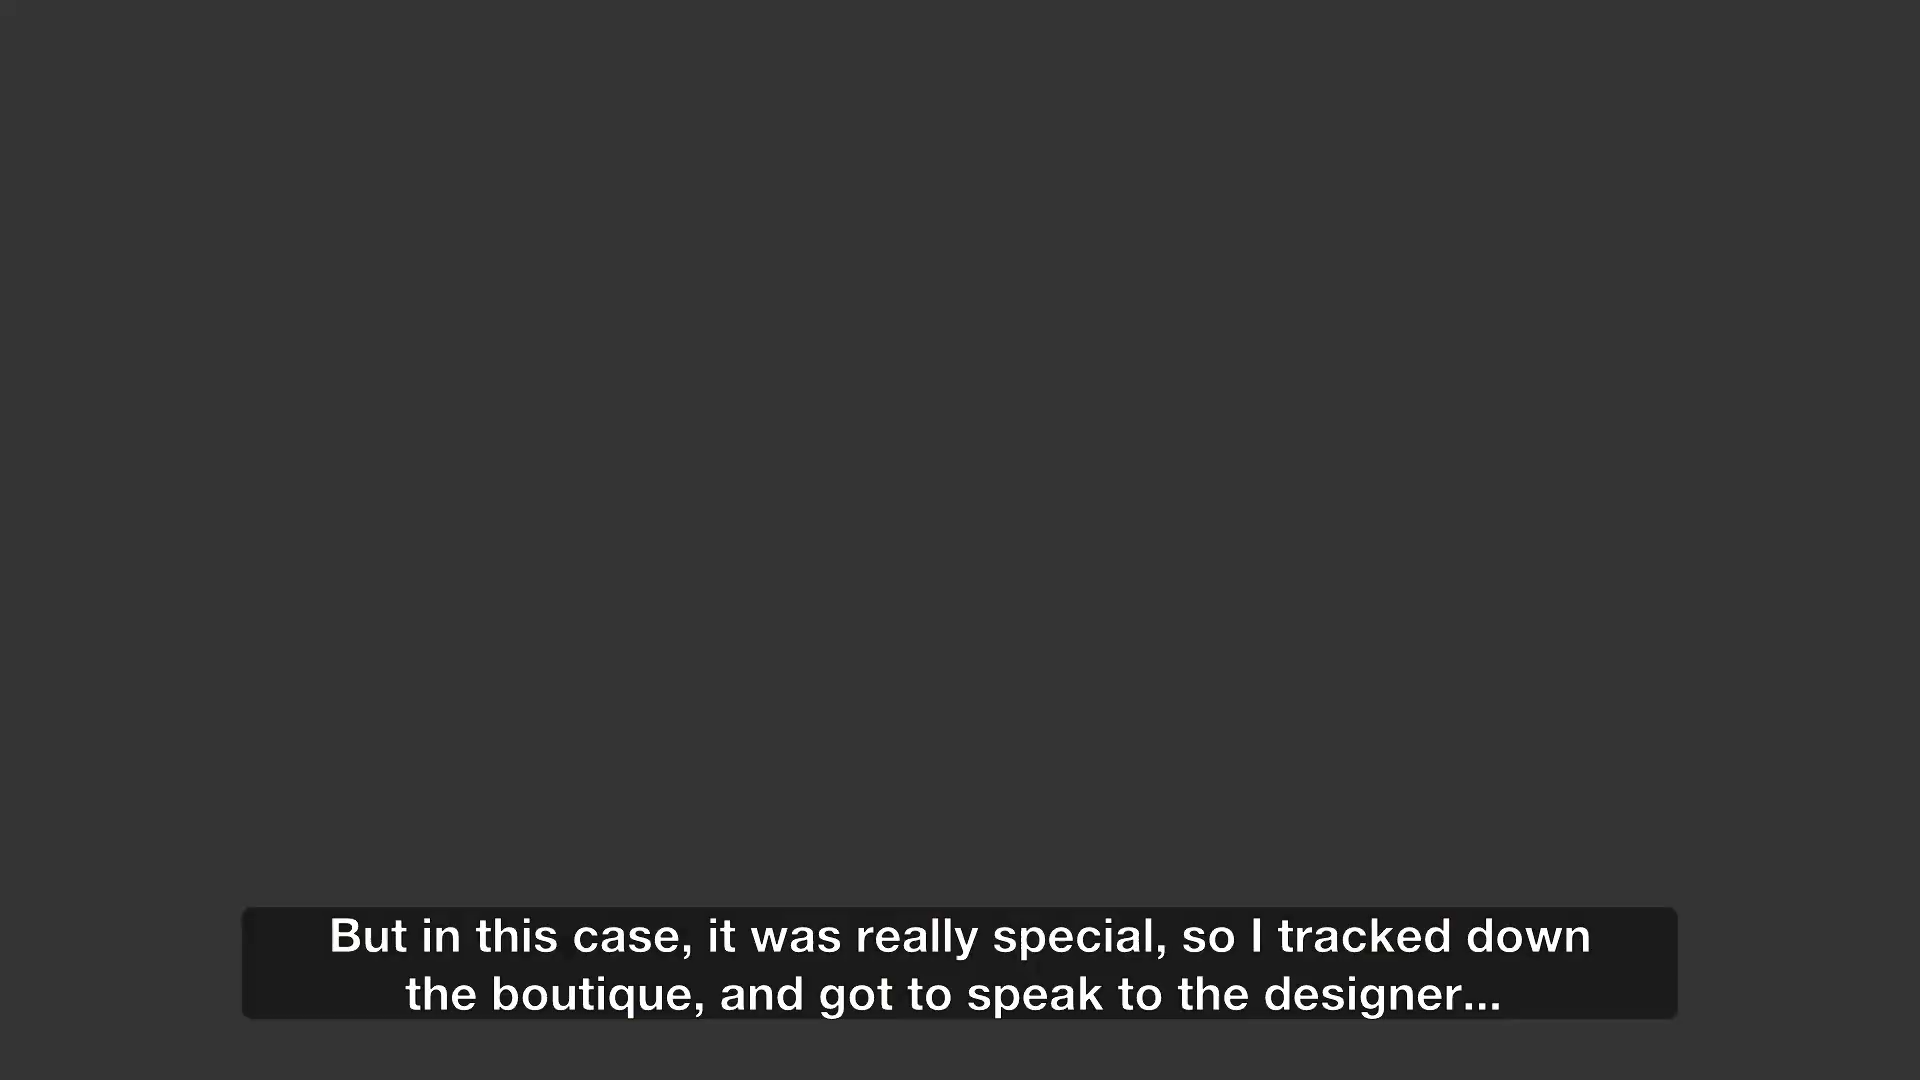 But in this case, it was really special, so I tracked down
the boutique, and got to speak to the designer...